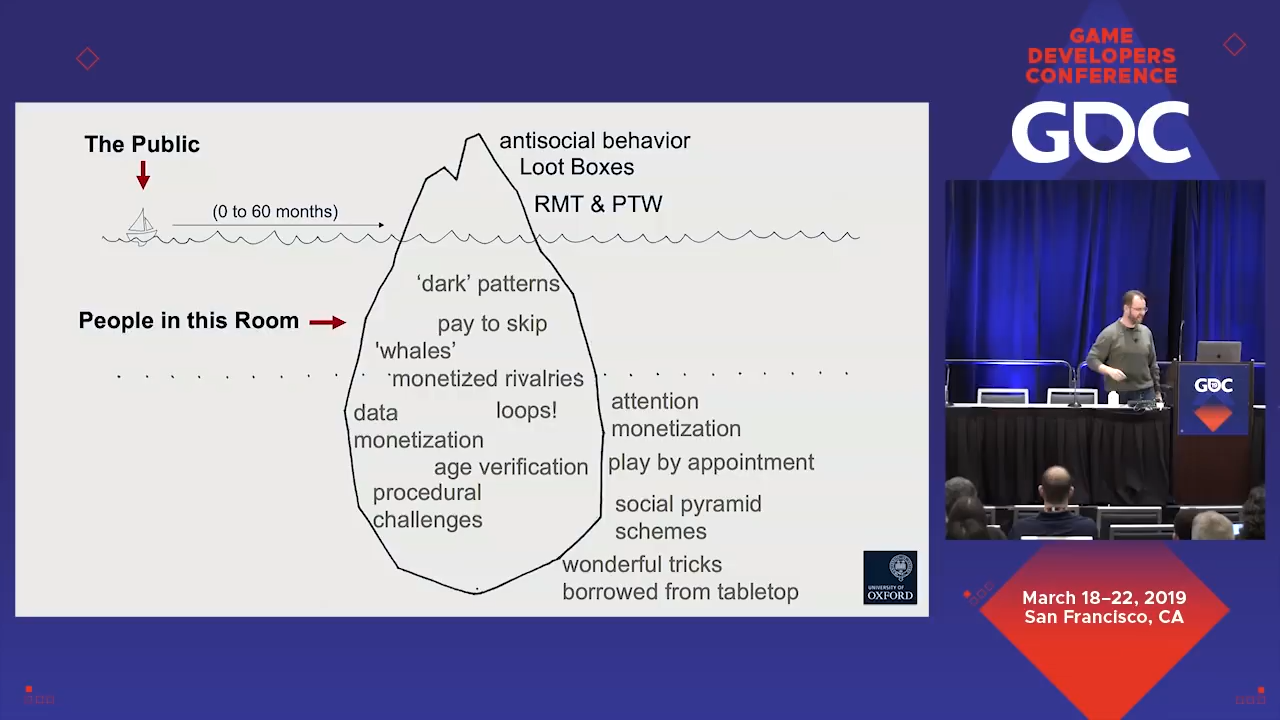 GAME
DEVELOPERS
CONFERENCE
GDC
The Public
(0 to 60 months)
antisocial behavior
Loot Boxes
RMT & PTW
People in this Room
‘dark’ patterns
pay to skip
'whales’
monetized rivalries
data
monetization
loops!
age verification
procedural
challenges
attention
monetization
play by appointment
social pyramid
schemes
wonderful tricks
borrowed from tabletop
UNIVERSITY OF
OXFORD
GDC
March 18–22, 2019
San Francisco, CA